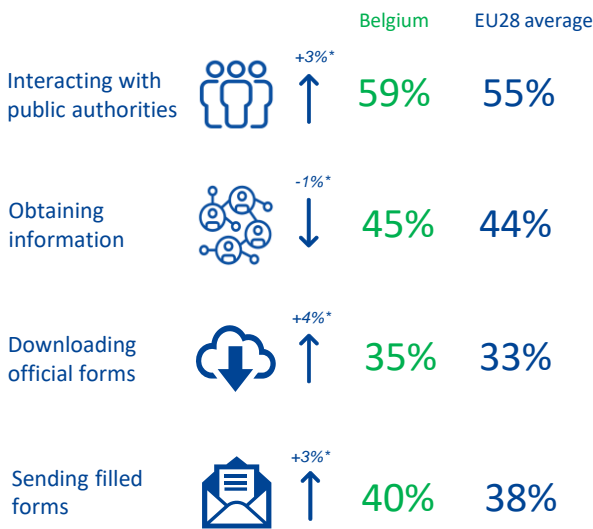 Belgium EU28 average
Interacting with
public authorities
+3%*
59% 55%
Obtaining
information
-1%*
45% 44%
Downloading
official forms
+4%*
35% 33%
Sending filled
forms
+3%*
40% 38%